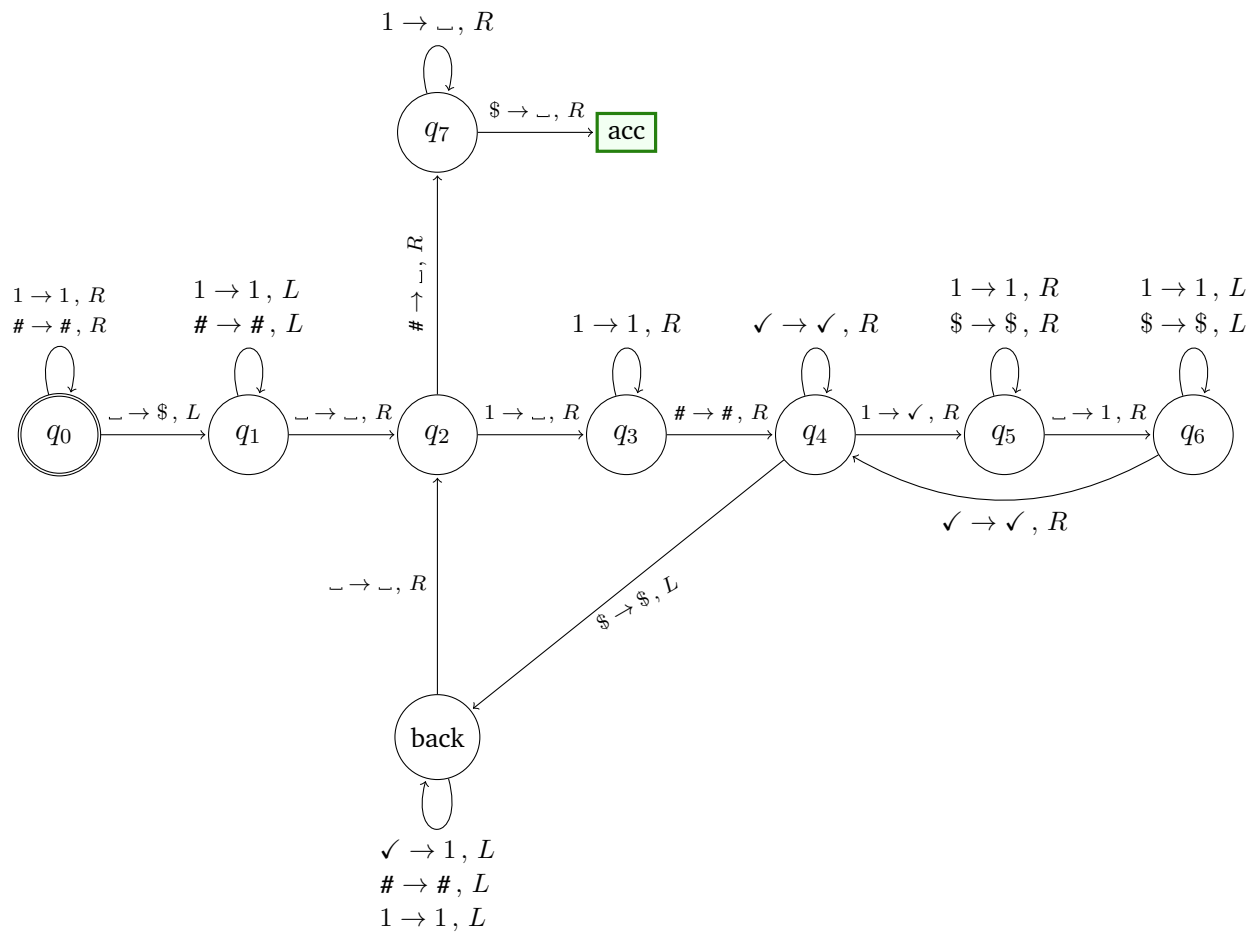 1 → ␣ , R
$ → ␣ , R
q7
acc
# → ␣ , R
1 → 1 , R
# → # , R
1 → 1 , L
# → # , L
1 → 1 , R
✓ → ✓ , R
1 → 1 , R
$ → $ , R
1 → 1 , L
$ → $ , L
q0
␣ → $ , L
q1
␣ → ␣ , R
q2
1 → ␣ , R
q3
# → # , R
q4
1 → ✓ , R
q5
␣ → 1 , R
q6
✓ → ✓ , R
␣ → ␣ , R
$ → $ , L
back
✓ → 1 , L
# → # , L
1 → 1 , L